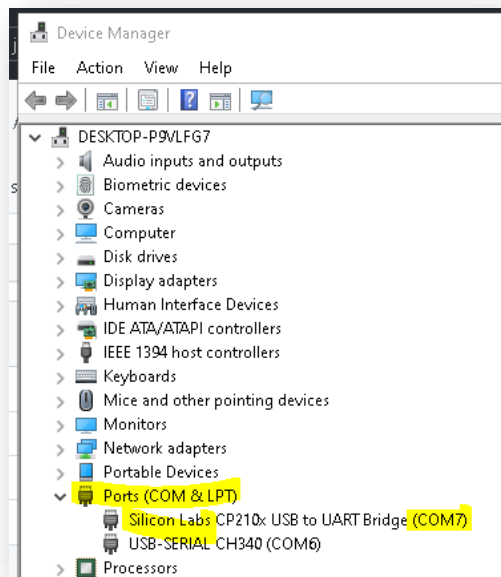 Device Manager
File Action View Help
DESKTOP-P9VLFG7
Audio inputs and outputs
Biometric devices
Cameras
Computer
Disk drives
Display adapters
Human Interface Devices
IDE ATA/ATAPI controllers
IEEE 1394 host controllers
Keyboards
Mice and other pointing devices
Monitors
Network adapters
Portable Devices
Ports (COM & LPT)
Silicon Labs CP210x USB to UART Bridge (COM7)
USB-SERIAL CH340 (COM6)
Processors